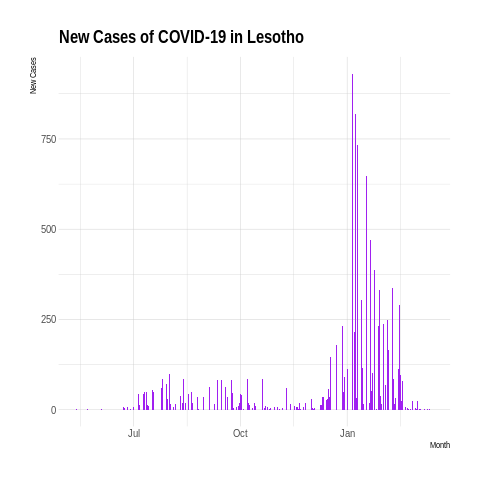 New Cases of COVID-19 in Lesotho
New Cases
750
500
250
0
Jul Oct Jan
Month